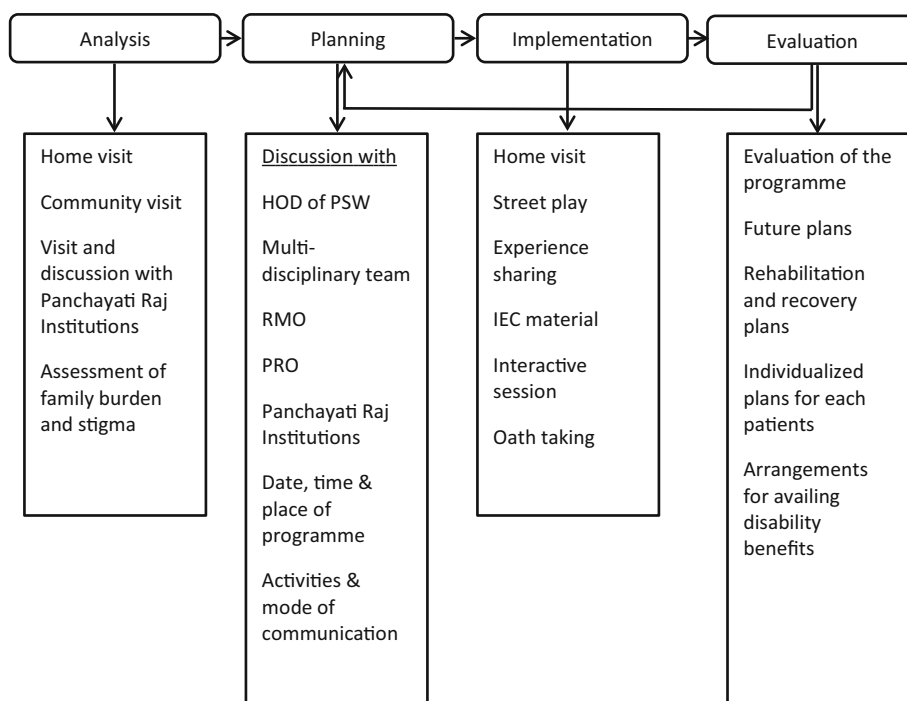 Analysis
Planning
Implementation
Evaluation
Home visit
Community visit
Visit and
discussion with
Panchayati Raj
Institutions
Assessment of
family burden
and stigma
Discussion with
HOD of PSW
Multi-
disciplinary team
RMO
PRO
Panchayati Raj
Institutions
Date, time &
place of
programme
Activities &
mode of
communication
Home visit
Street play
Experience
sharing
IEC material
Interactive
session
Oath taking
Evaluation of the
programme
Future plans
Rehabilitation
and recovery
plans
Individualized
plans for each
patients
Arrangements
for availing
disability
benefits